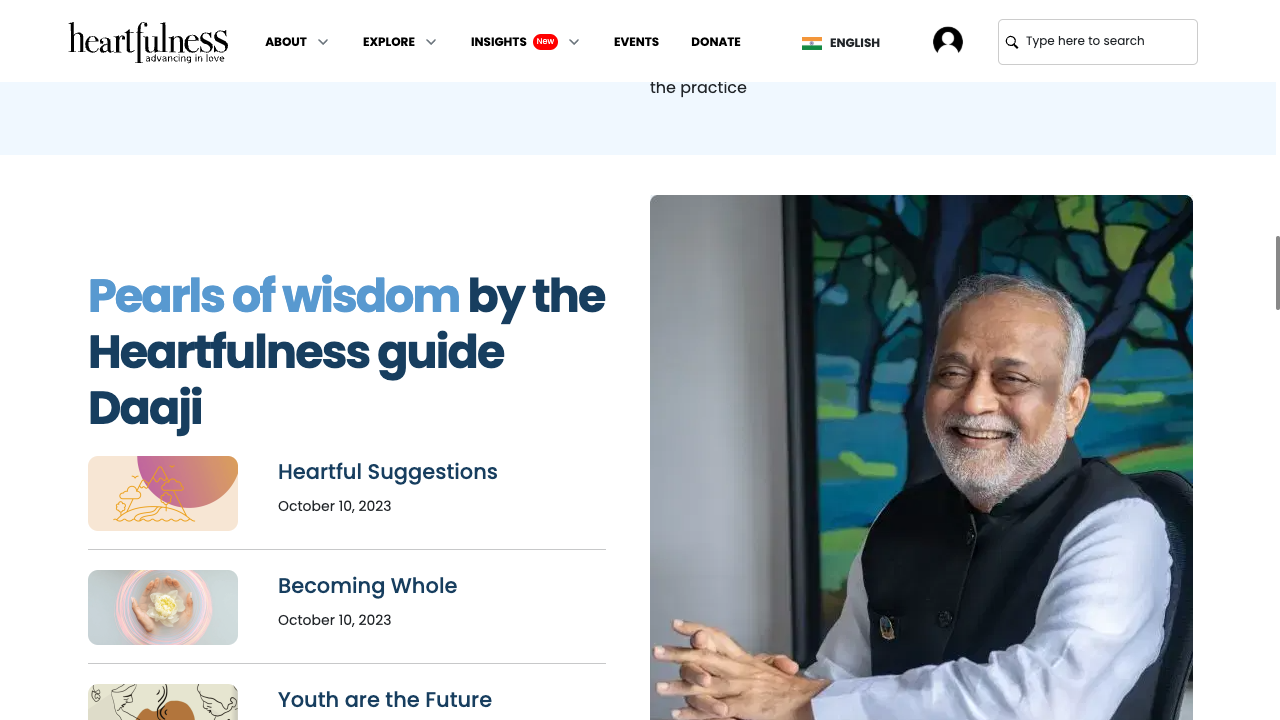 heartfulness
advancing in love
ABOUT
EXPLORE
INSIGHTS New
EVENTS
DONATE
ENGLISH
Type here to search
the practice
Pearls of wisdom by the
Heartfulness guide
Daaji
Heartful Suggestions
October 10, 2023
Becoming Whole
October 10, 2023
Youth are the Future